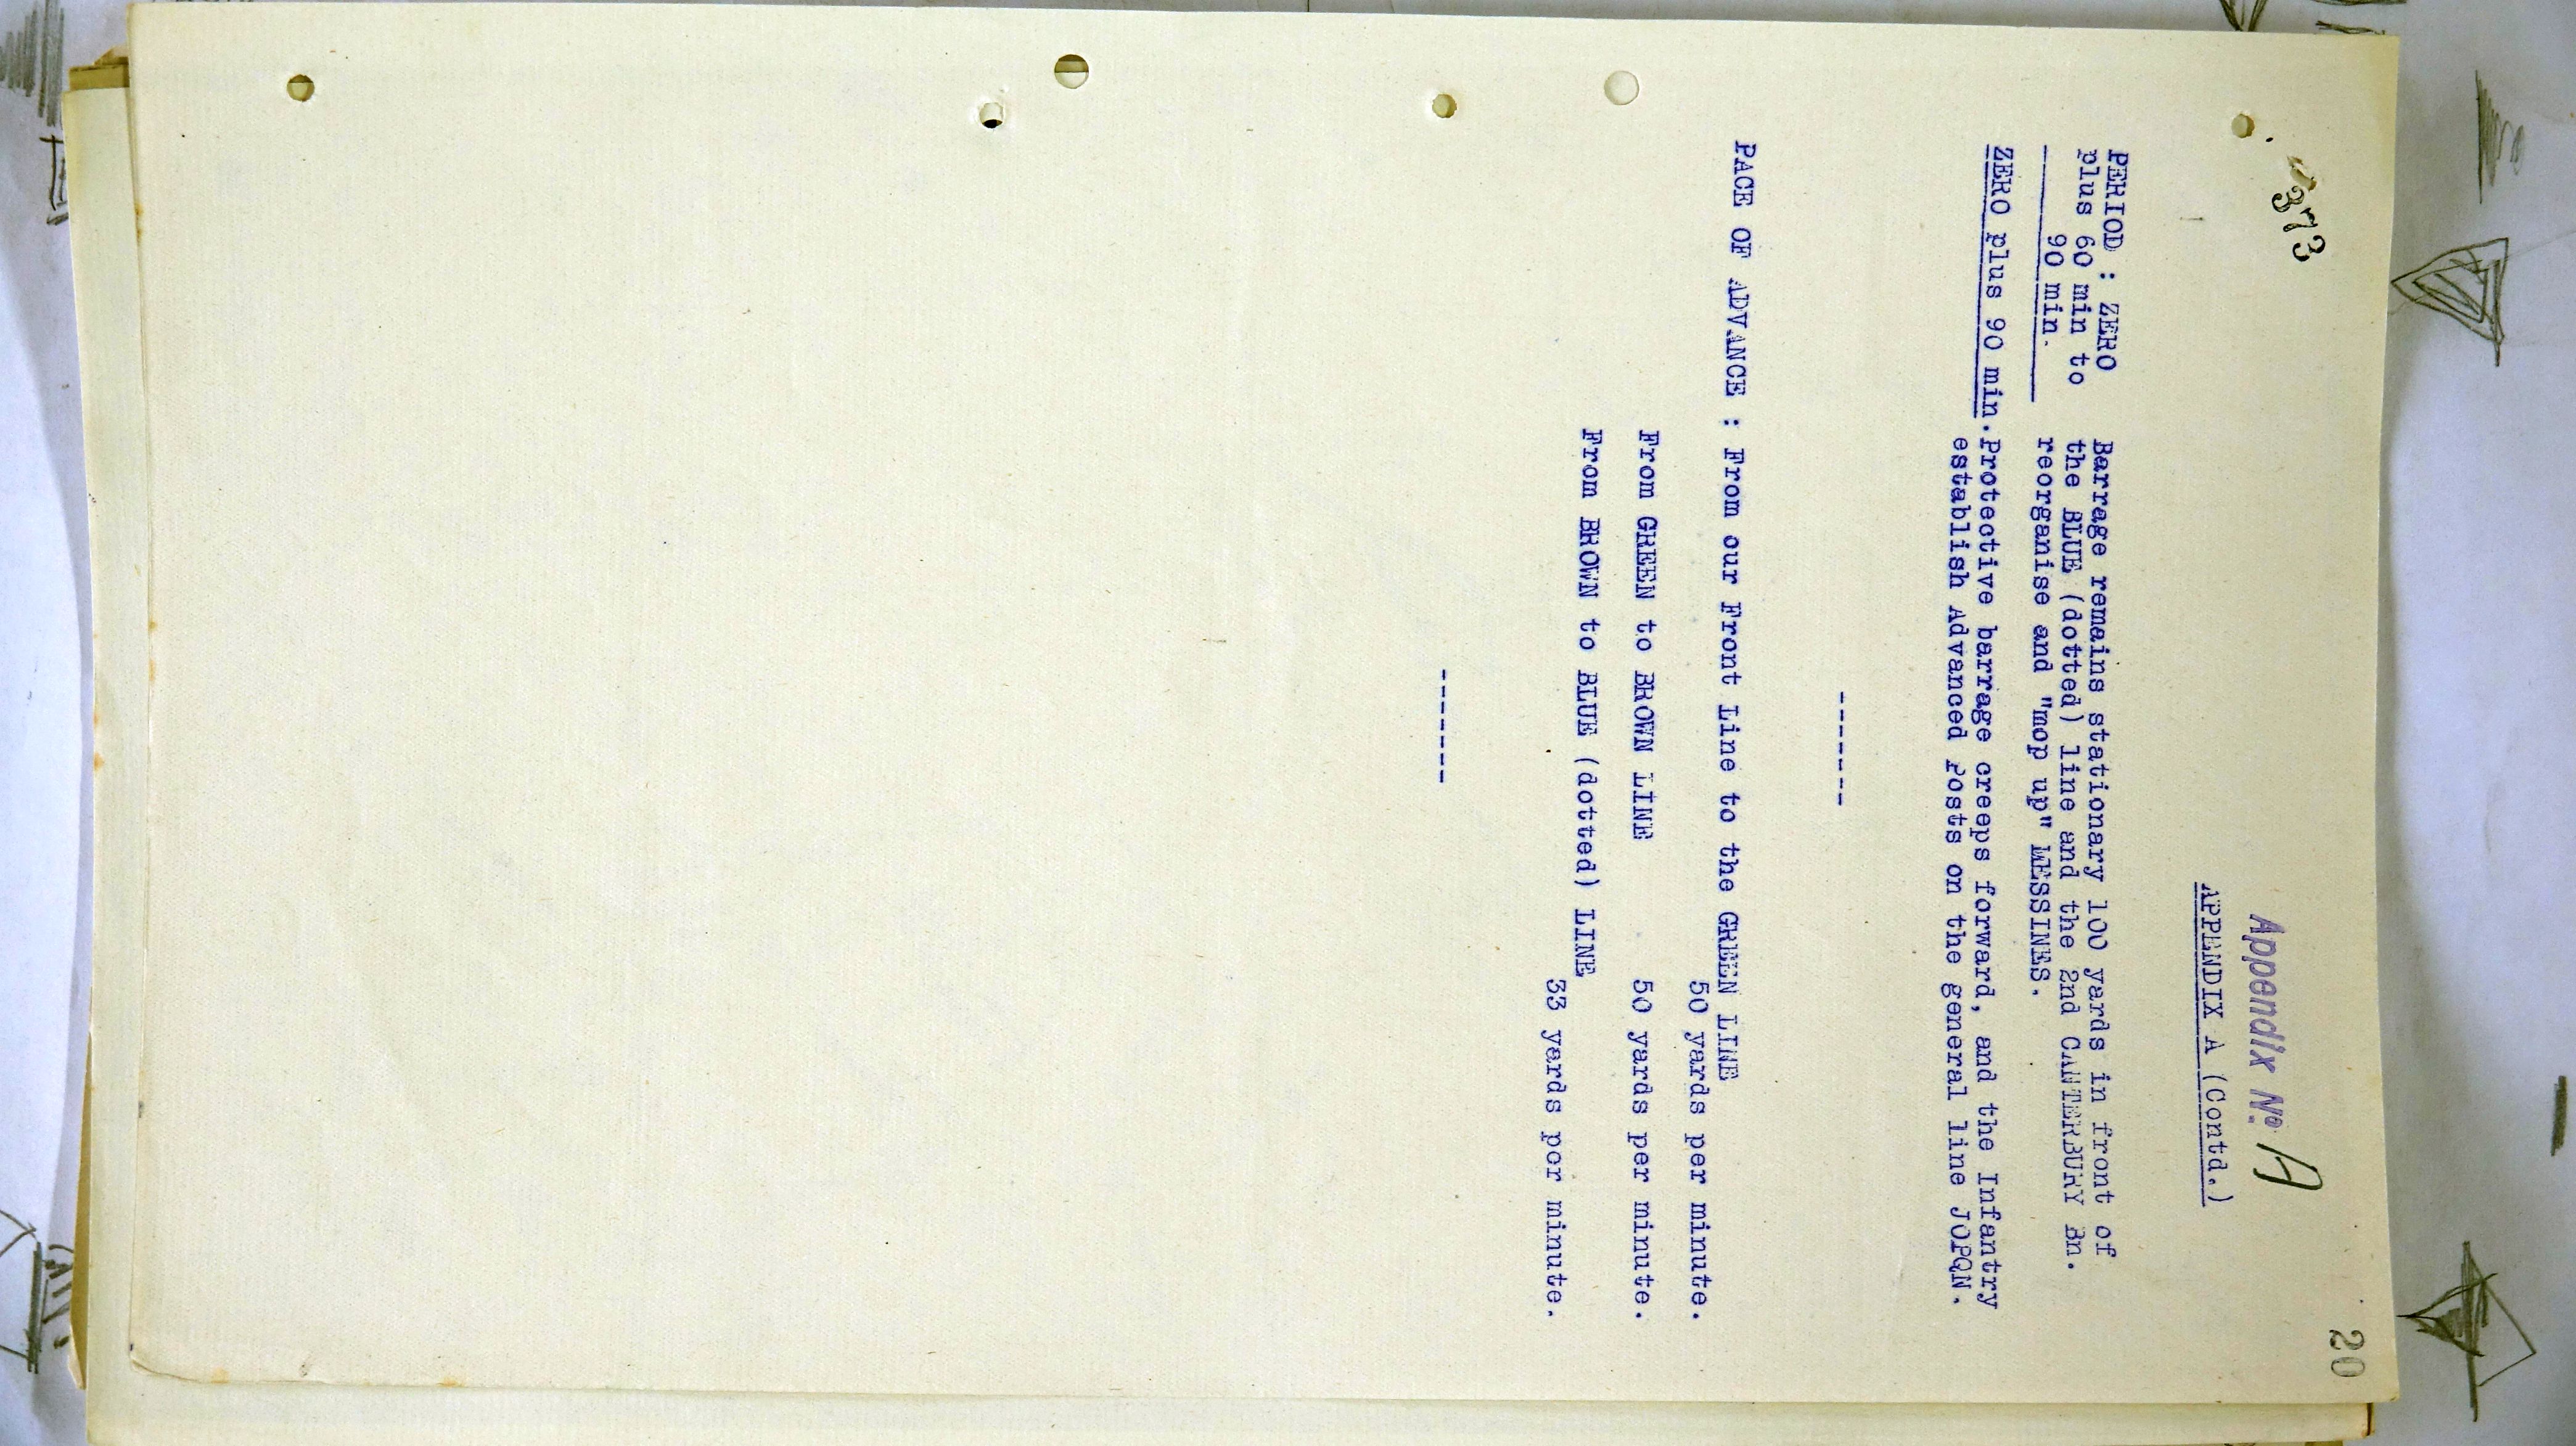 20
373
Appendix No. A
APPENDIX A (Contd.)
PERIOD : ZERO
plus 60 min to
90 min.
Barrage remains stationary 100 yards in front of
the BLUE (dotted) line and the 2nd CANTERBURY Bn.
reorganise and "mop up" MESSINES.
ZERO plus 90 min. Protective barrage creeps forward, and the Infantry
establish Advanced Posts on the general line JOPQN.
-------
PACE OF ADVANCE : From our Front Line to the GREEN LINE
50 yards per minute.
From GREEN to BROWN LINE 50 yards per minute.
From BROWN to BLUE (dotted) LINE
33 yards per minute.
-------